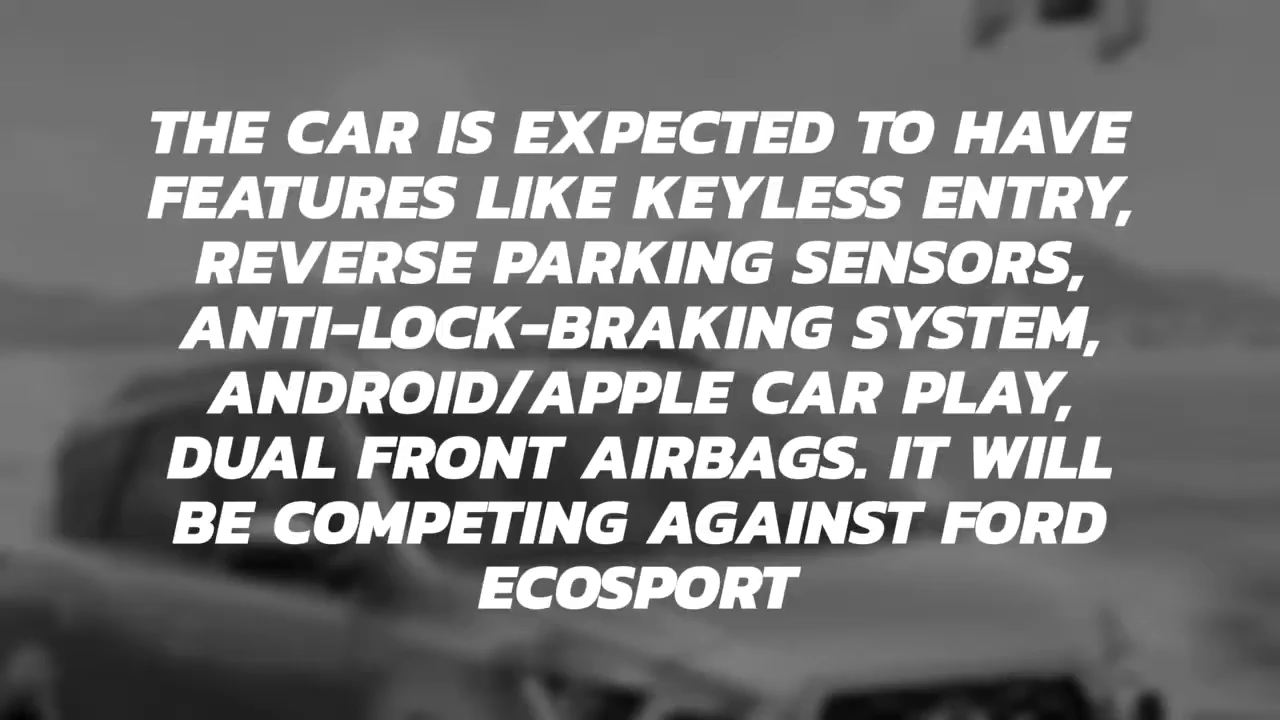 THE CAR IS EXPECTED TO HAVE
FEATURES LIKE KEYLESS ENTRY,
REVERSE PARKING SENSORS,
ANTI-LOCK-BRAKING SYSTEM,
ANDROID/APPLE CAR PLAY,
DUAL FRONT AIRBAGS. IT WILL
BE COMPETING AGAINST FORD
ECOSPORT